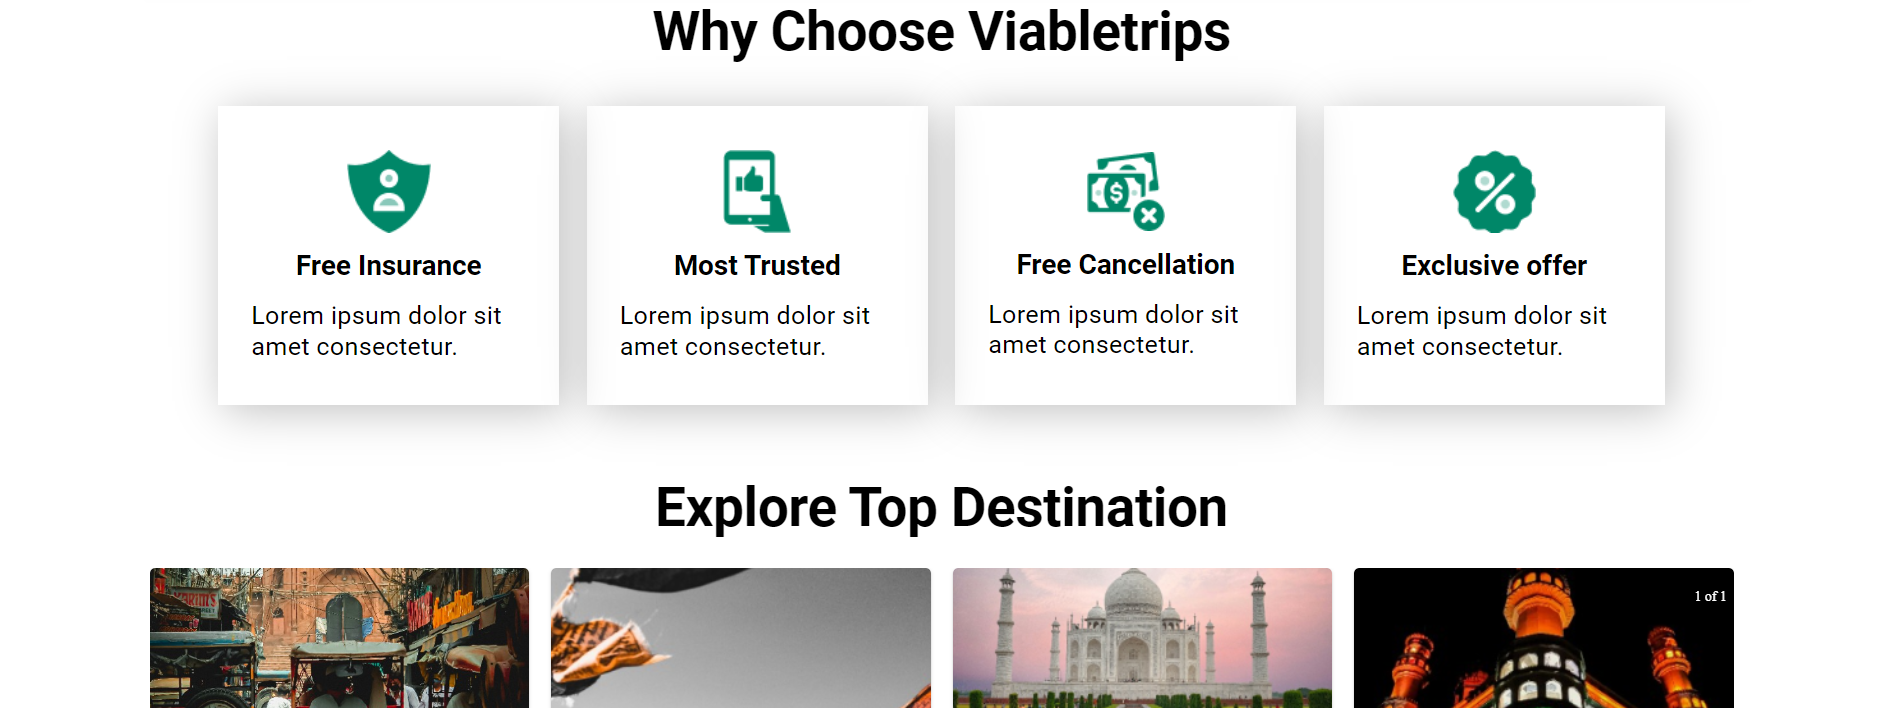 Why Choose Viabletrips
Free Insurance
Lorem ipsum dolor sit
amet consectetur.
Most Trusted
Lorem ipsum dolor sit
amet consectetur.
Free Cancellation
Lorem ipsum dolor sit
amet consectetur.
Exclusive offer
Lorem ipsum dolor sit
amet consectetur.
Explore Top Destination
1 of 1